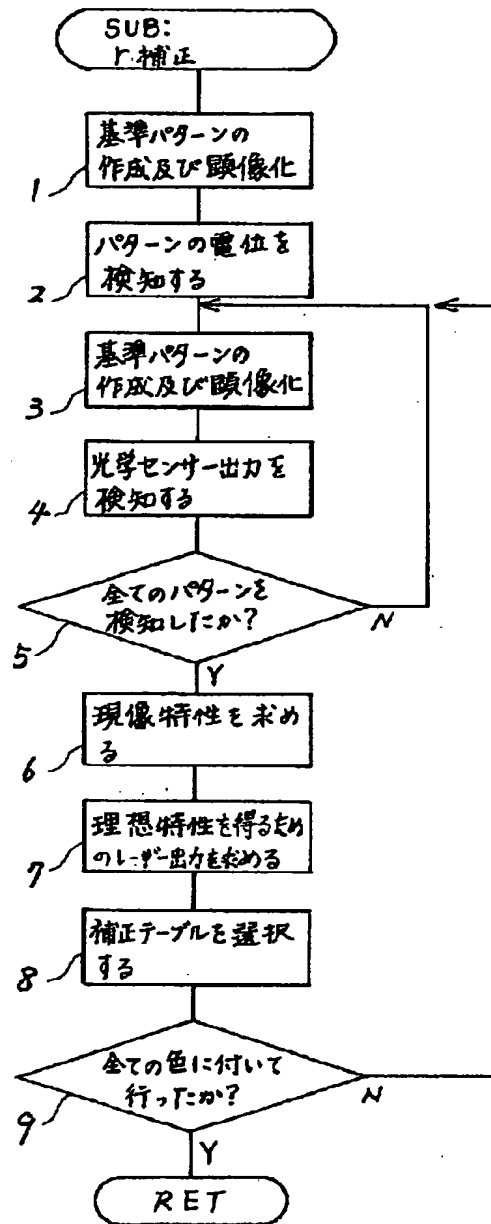 SUB:
γ補正
基準パターンの
作成及び顕像化
1
パターンの電位を
検知する
2
基準パターンの
作成及び顕像化
3
光学センサー出力を
検知する
4
全てのパターンを
検知したか?
5
N
Y
現像特性を求め
る
6
理想特性を得るため
のレーザー出力を求める
7
補正テーブルを選択
する
8
全ての色に付いて
行ったか?
9
N
Y
RET